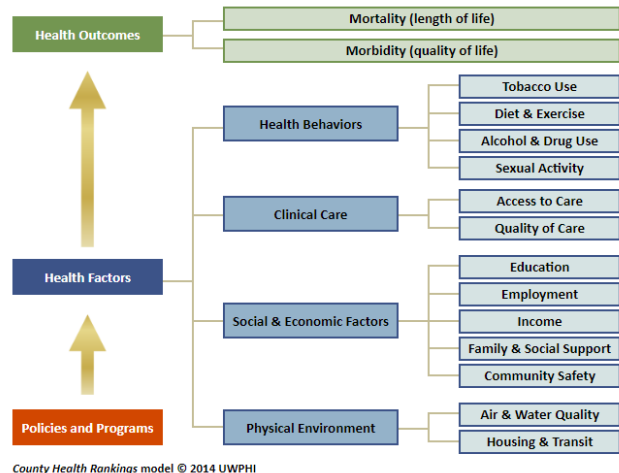 Health Outcomes
Mortality (length of life)
Morbidity (quality of life)
Health Factors
Health Behaviors
Tobacco Use
Diet & Exercise
Alcohol & Drug Use
Sexual Activity
Clinical Care
Access to Care
Quality of Care
Social & Economic Factors
Education
Employment
Income
Family & Social Support
Community Safety
Physical Environment
Air & Water Quality
Housing & Transit
Policies and Programs
County Health Rankings model © 2014 UWPHI